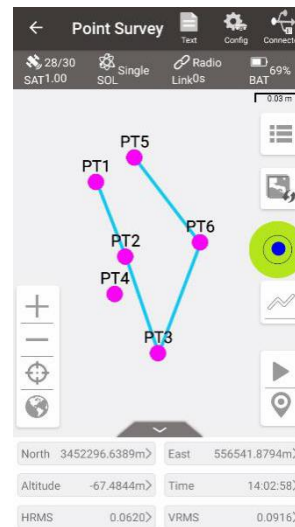 Point Survey
Text
Config
Connect
28/30
SAT1.00
Single
SOL
Radio
Link0s
69%
BAT
0.03 m
PT5
PT1
PT2
PT6
PT4
PT3
North 3452296.6389m
East 556541.8794m
Altitude -67.4844m
Time 14:02:58
HRMS 0.0620
VRMS 0.0916